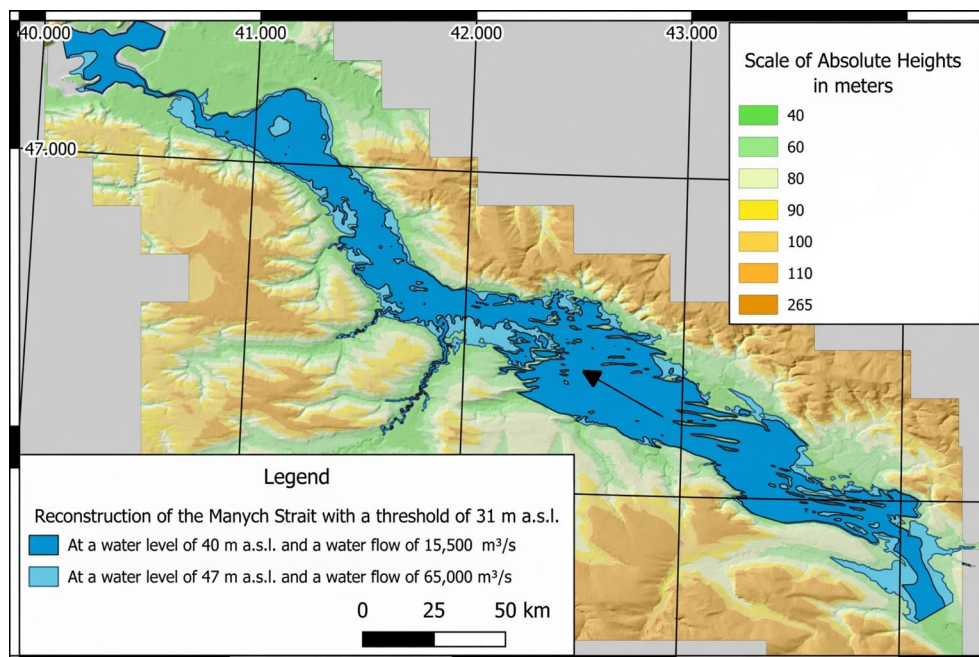 40.000 41.000 42.000 43.000
Scale of Absolute Heights
in meters
40
60
80
90
100
110
265
47.000
Legend
Reconstruction of the Manych Strait with a threshold of 31 m a.s.l.
At a water level of 40 m a.s.l. and a water flow of 15,500 m³/s
At a water level of 47 m a.s.l. and a water flow of 65,000 m³/s
0 25 50 km